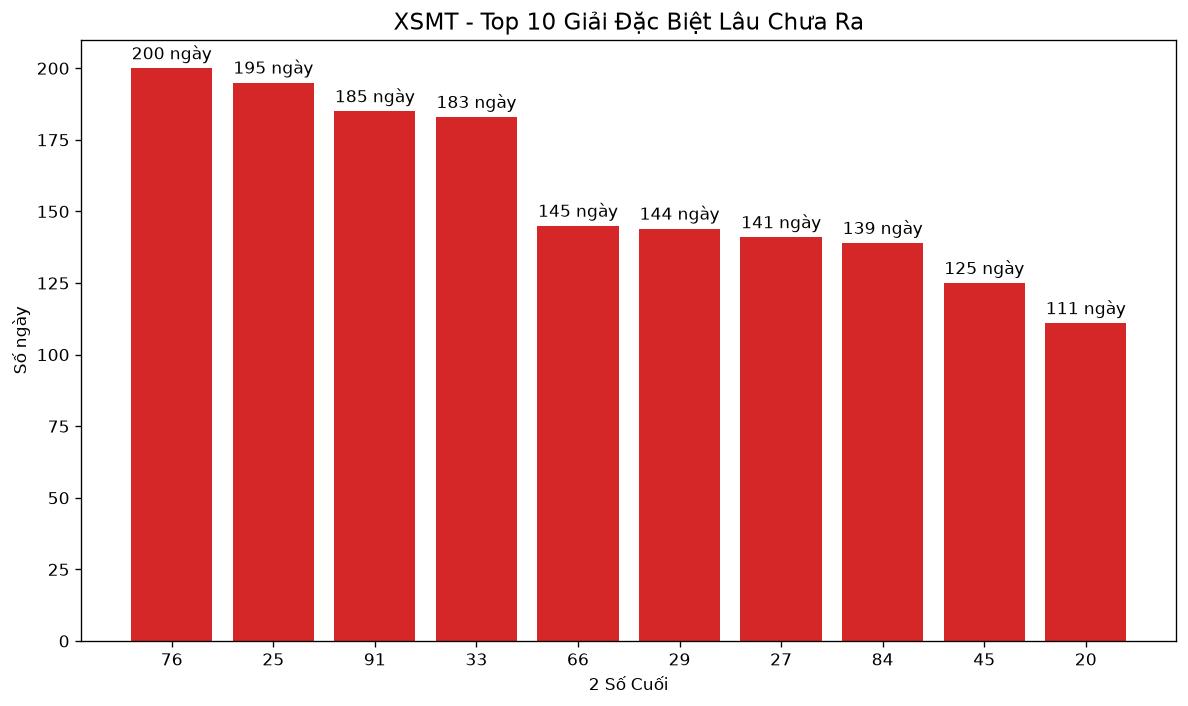 XSMT - Top 10 Giải Đặc Biệt Lâu Chưa Ra
200 ngày
195 ngày
185 ngày
183 ngày
145 ngày
144 ngày
141 ngày
139 ngày
125 ngày
111 ngày
Số ngày
200
175
150
125
100
75
50
25
0
76 25 91 33 66 29 27 84 45 20
2 Số Cuối